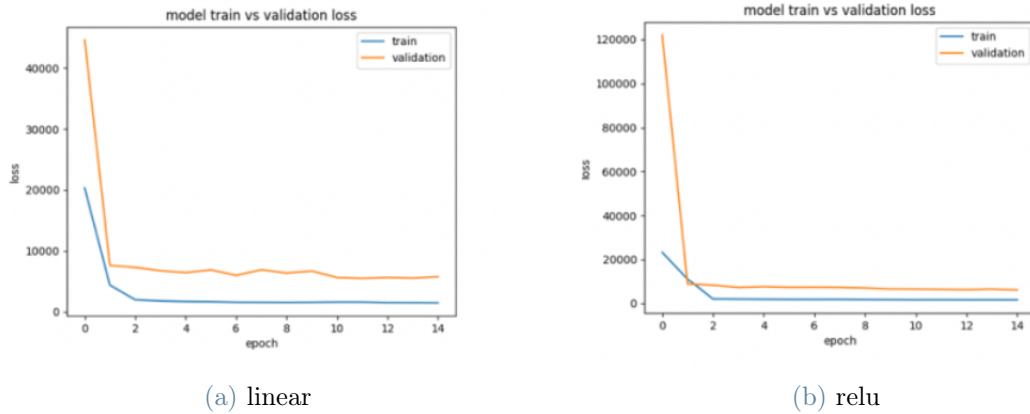 model train vs validation loss
train
validation
40000
30000
20000
10000
0
loss
0 2 4 6 8 10 12 14
epoch
(a) linear
model train vs validation loss
train
validation
120000
100000
80000
60000
40000
20000
0
loss
0 2 4 6 8 10 12 14
epoch
(b) relu